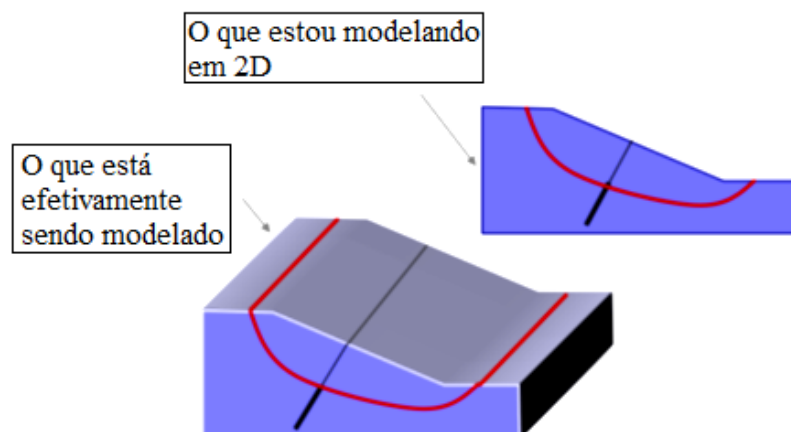 O que estou modelando
em 2D
O que está
efetivamente
sendo modelado